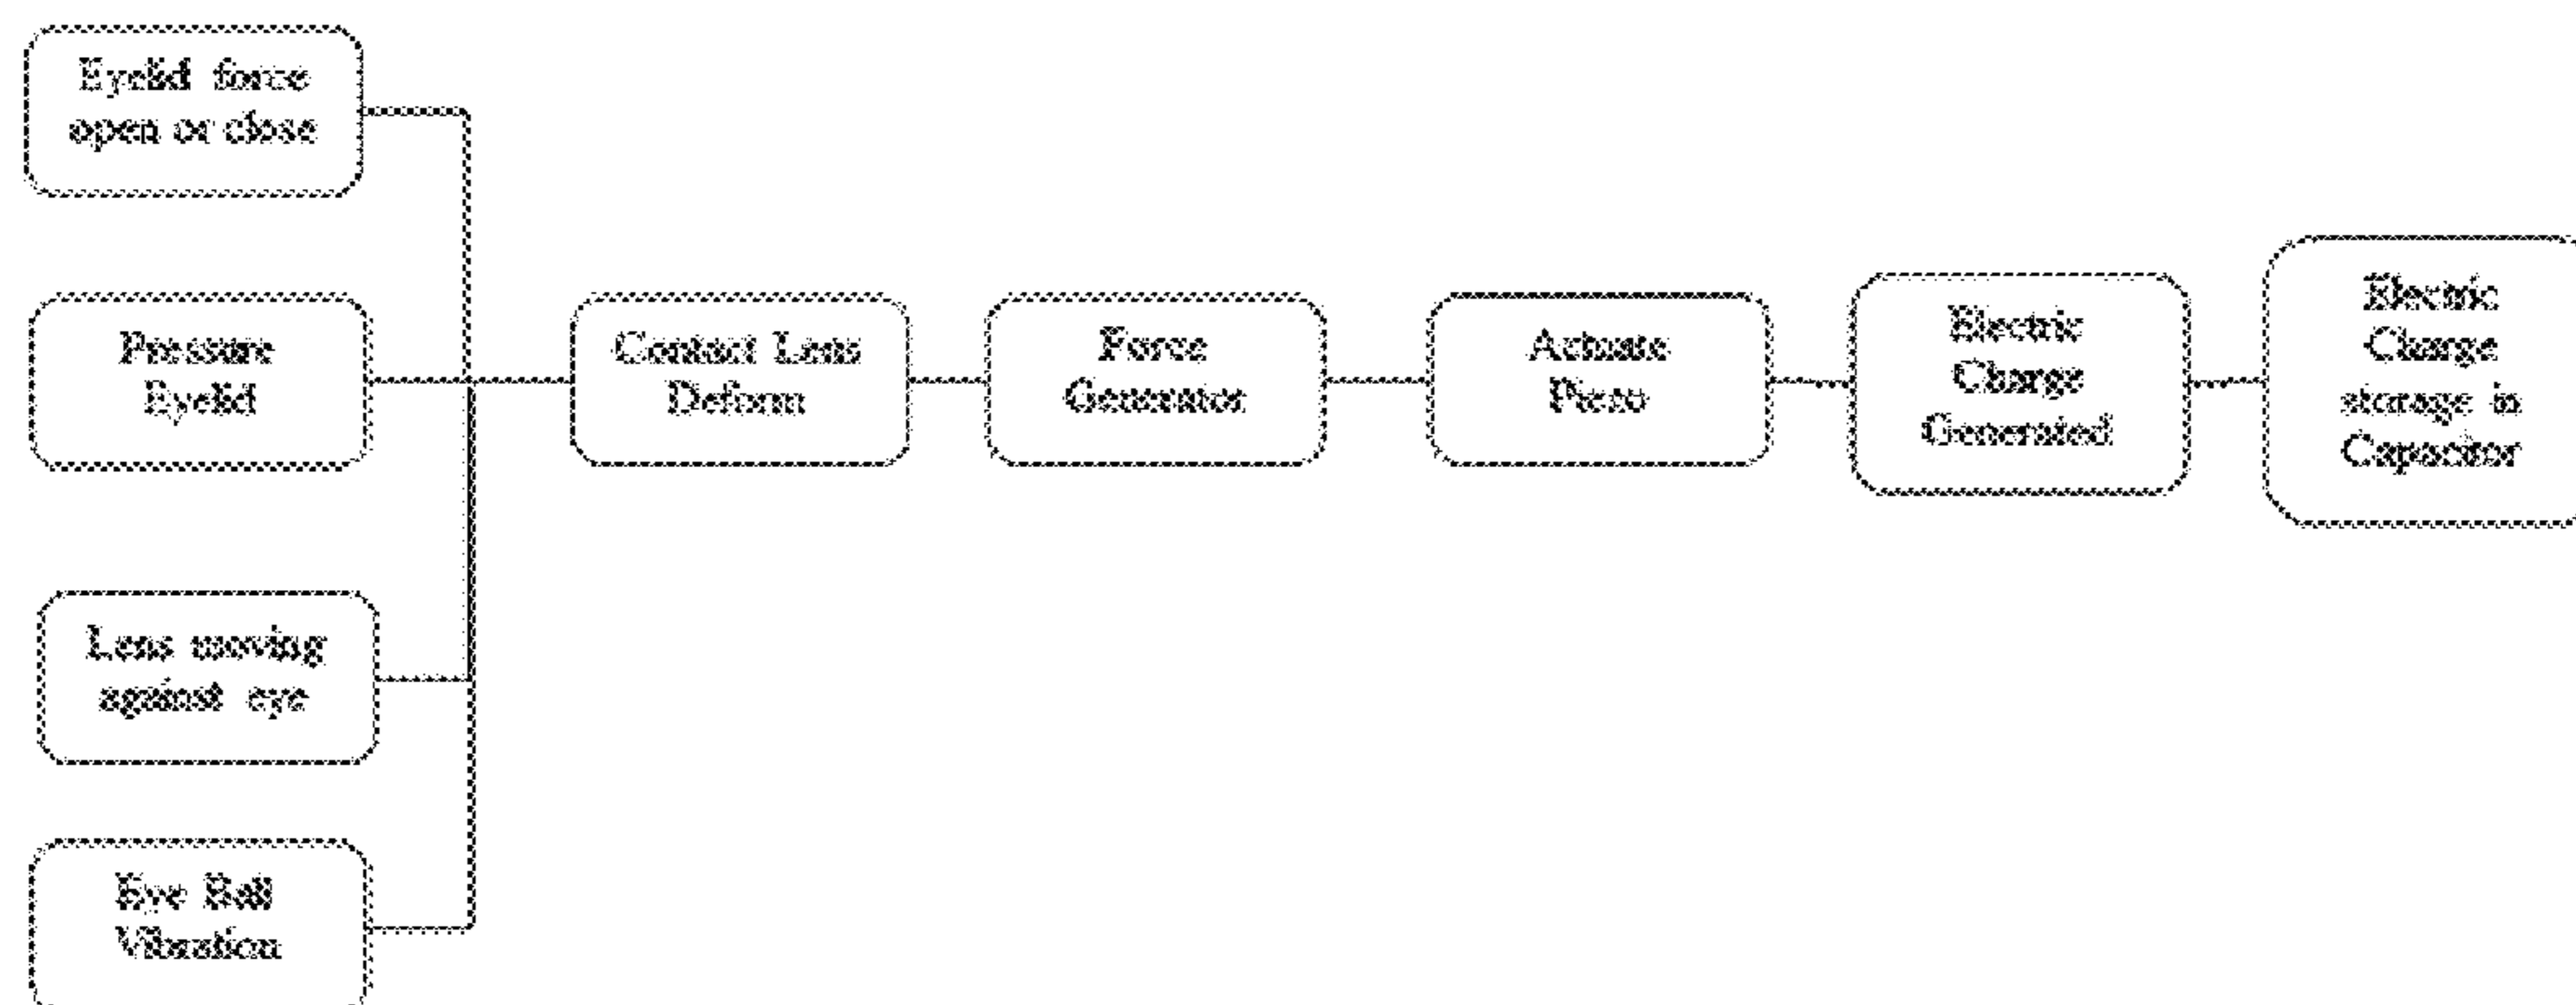 Eyelid force
open or close
Pressure
Eyelid
Lens moving
against eye
Eye Ball
Vibration
Contact Lens
Deform
Force
Generator
Actuate
Piezo
Electric
Charge
Generated
Electric
Charge
storage in
Capacitor